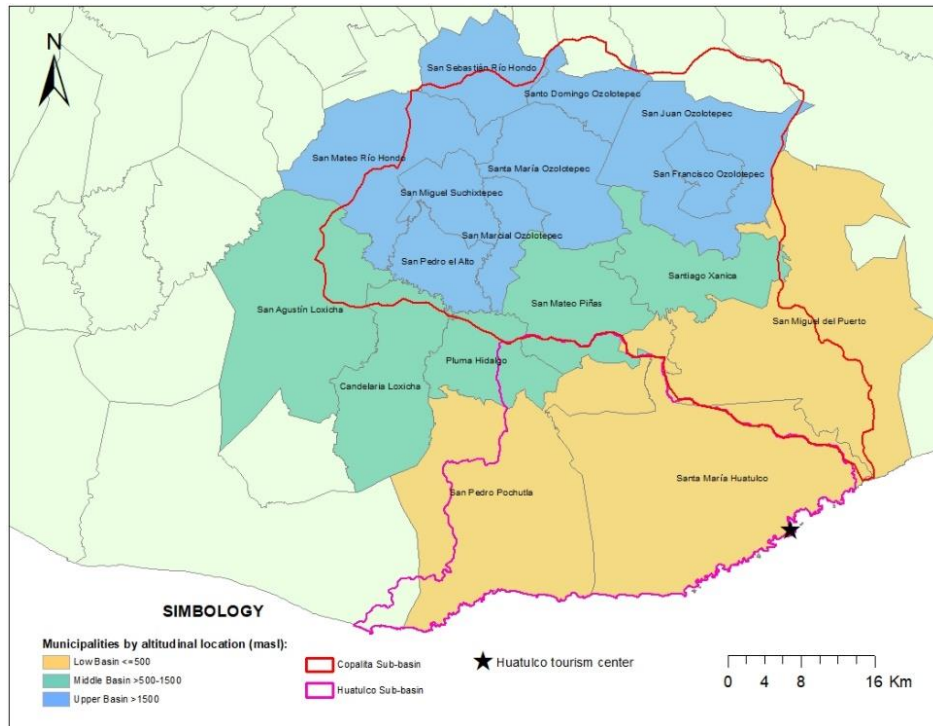 N
San Sebastián Río Hondo
Santo Domingo Ozolotepec
San Juan Ozolotepec
San Mateo Río Hondo
Santa María Ozolotepec
San Francisco Ozolotepec
San Miguel Suchixtepec
San Marcial Ozolotepec
San Pedro el Alto
Santiago Xanica
San Agustín Loxicha
San Mateo Piñas
San Miguel del Puerto
Pluma Hidalgo
Candelaria Loxicha
San Pedro Pochutla
Santa María Huatulco
SIMBOLOGY
Municipalities by altitudinal location (masl):
Low Basin <=500
Middle Basin >500-1500
Upper Basin >1500
Copalita Sub-basin
Huatulco Sub-basin
Huatulco tourism center
0 4 8 16 Km